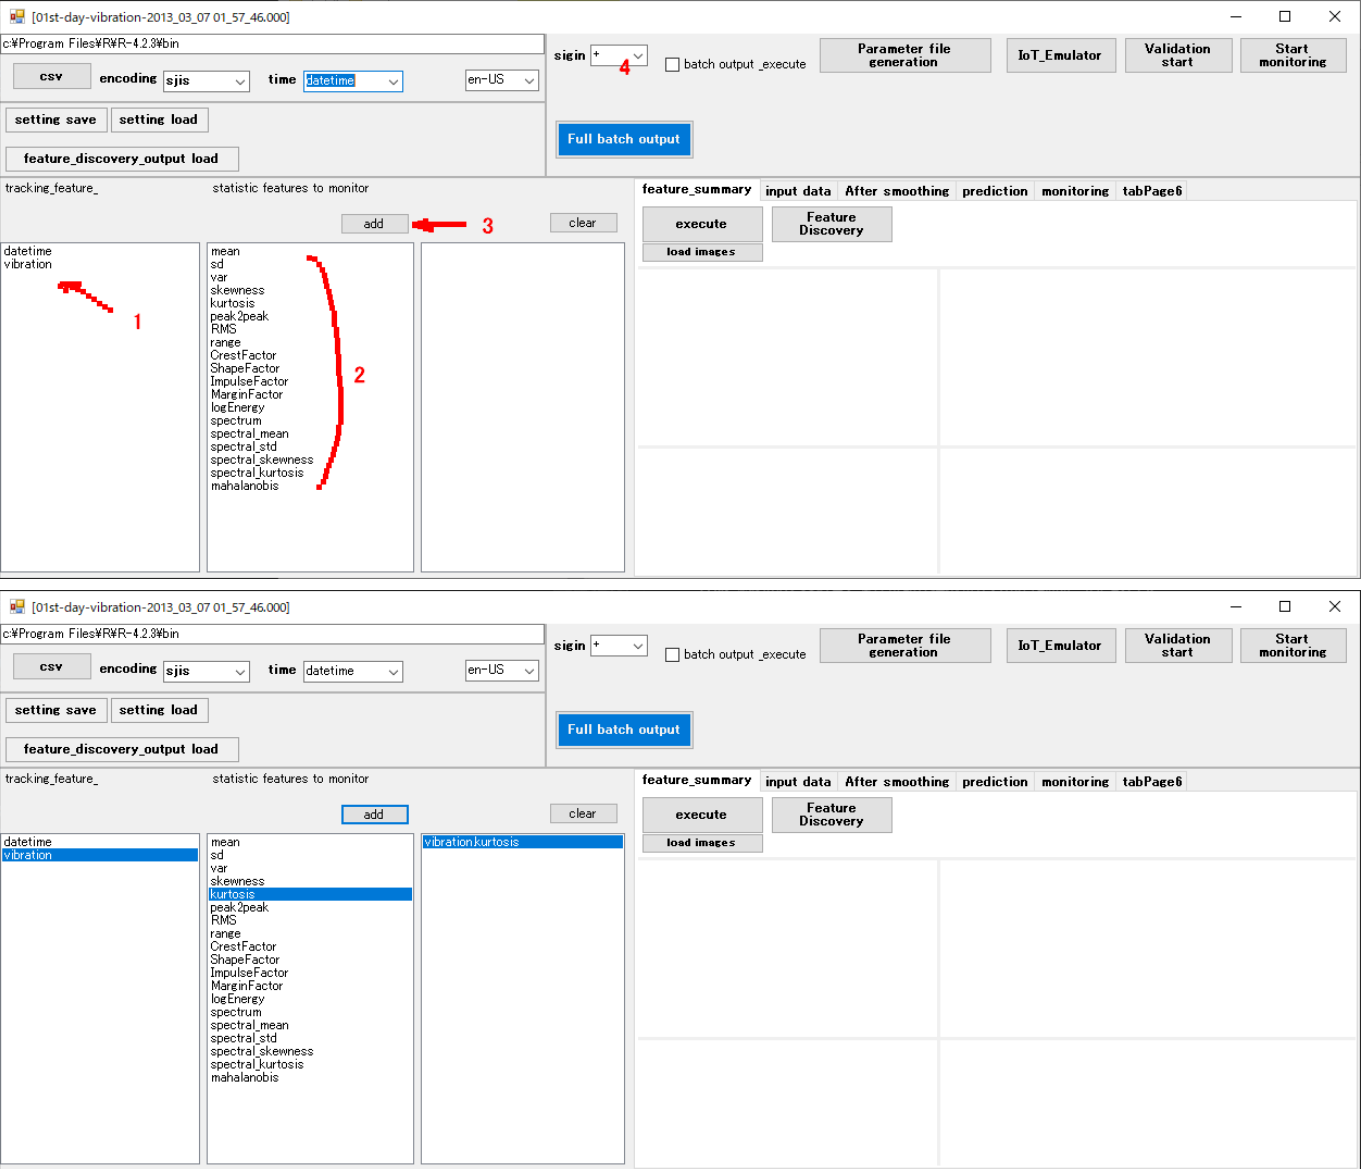 [01st-day-vibration-2013_03_07 01_57_46.000]
c:¥Program Files¥R¥R-4.2.3¥bin
csv encoding sjis time datetime en-US
sigin + 4 batch output _execute
Parameter file generation
IoT_Emulator
Validation start
Start monitoring
setting save setting load
Full batch output
feature_discovery_output load
tracking_feature_ statistic features to monitor
feature_summary input data After smoothing prediction monitoring tabPage6
add 3 clear
execute
Feature Discovery
load images
datetime
vibration
1
mean
sd
var
skewness
kurtosis
peak2peak
RMS
range
CrestFactor
ShapeFactor
ImpulseFactor
MarginFactor
logEnergy
spectrum
spectral_mean
spectral_std
spectral_skewness
spectral_kurtosis
mahalanobis
2
[01st-day-vibration-2013_03_07 01_57_46.000]
c:¥Program Files¥R¥R-4.2.3¥bin
csv encoding sjis time datetime en-US
sigin + batch output _execute
Parameter file generation
IoT_Emulator
Validation start
Start monitoring
setting save setting load
Full batch output
feature_discovery_output load
tracking_feature_ statistic features to monitor
feature_summary input data After smoothing prediction monitoring tabPage6
add clear
execute
Feature Discovery
load images
datetime
vibration
mean
sd
var
skewness
kurtosis
peak2peak
RMS
range
CrestFactor
ShapeFactor
ImpulseFactor
MarginFactor
logEnergy
spectrum
spectral_mean
spectral_std
spectral_skewness
spectral_kurtosis
mahalanobis
vibration.kurtosis